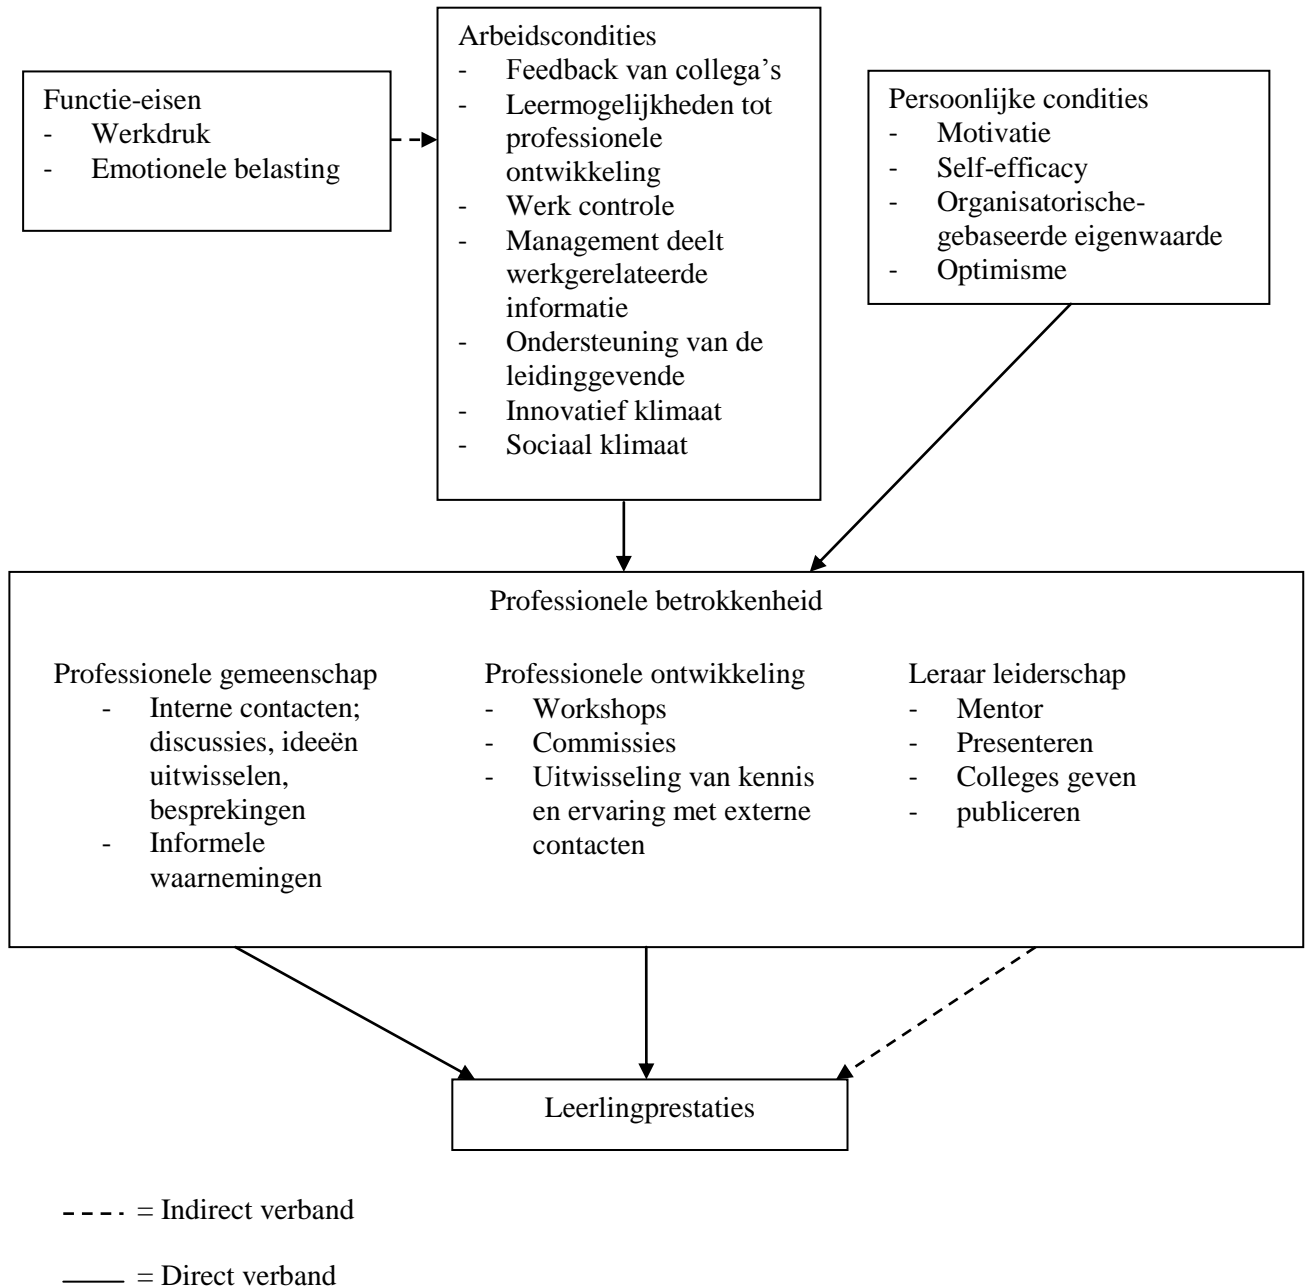 Arbeidscondities
- Feedback van collega's
- Leermogelijkheden tot
professionele
ontwikkeling
- Werk controle
- Management deelt
werkgerelateerde
informatie
- Ondersteuning van de
leidinggevende
- Innovatief klimaat
- Sociaal klimaat
Functie-eisen
- Werkdruk
- Emotionele belasting
Persoonlijke condities
- Motivatie
- Self-efficacy
- Organisatorische-
gebaseerde eigenwaarde
- Optimisme
Professionele betrokkenheid
Professionele gemeenschap
- Interne contacten;
discussies, ideeën
uitwisselen,
besprekingen
- Informele
waarnemingen
Professionele ontwikkeling
- Workshops
- Commissies
- Uitwisseling van kennis
en ervaring met externe
contacten
Leraar leiderschap
- Mentor
- Presenteren
- Colleges geven
- publiceren
Leerlingprestaties
= Indirect verband
= Direct verband